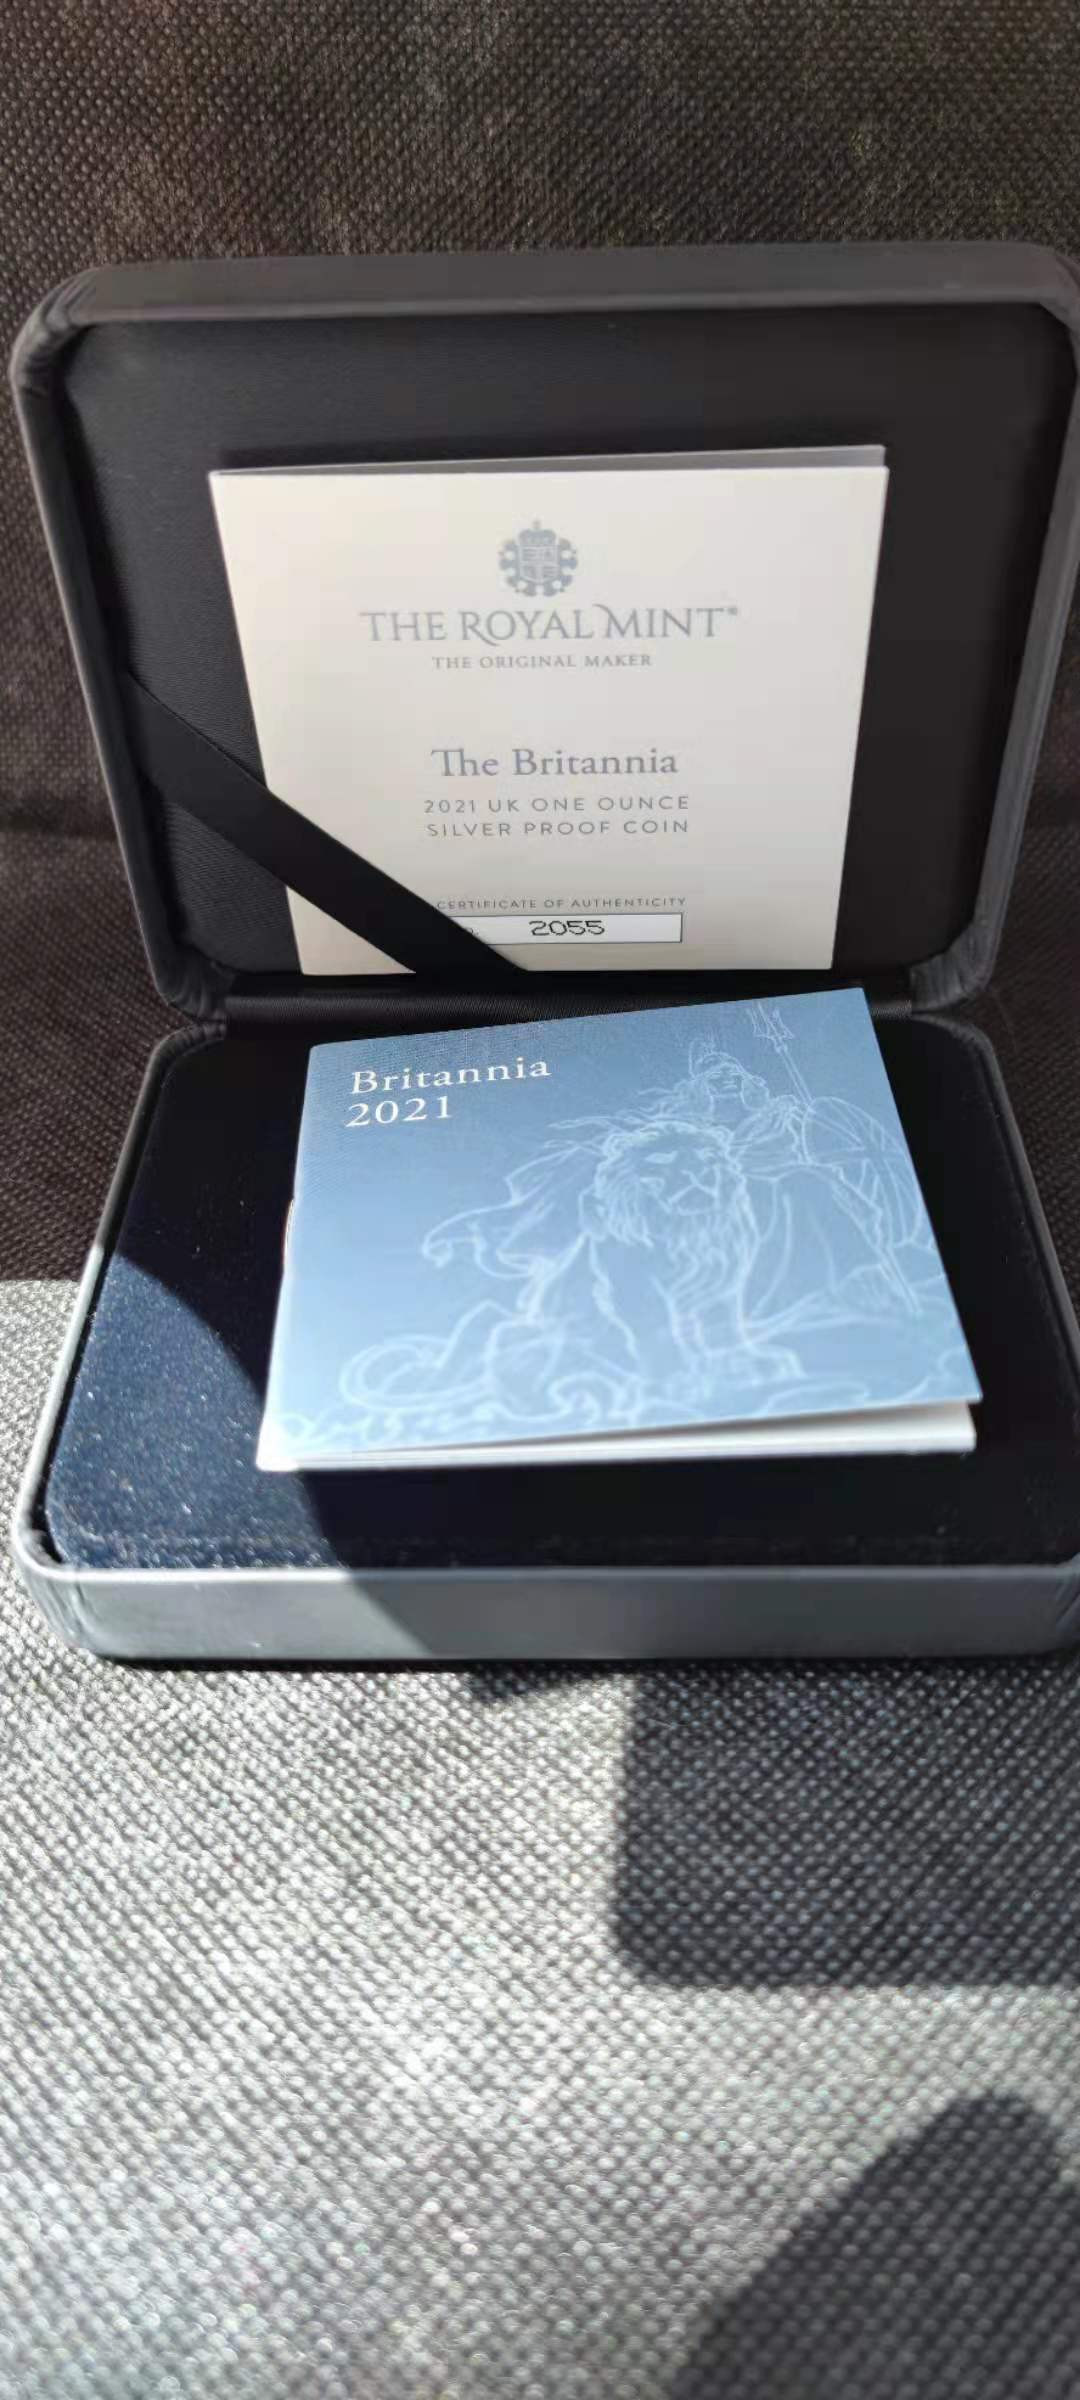 THE ROYAL MINT®
THE ORIGINAL MAKER
The Britannia
2021 UK ONE OUNCE
SILVER PROOF COIN
CERTIFICATE OF AUTHENTICITY
2055
Britannia
2021